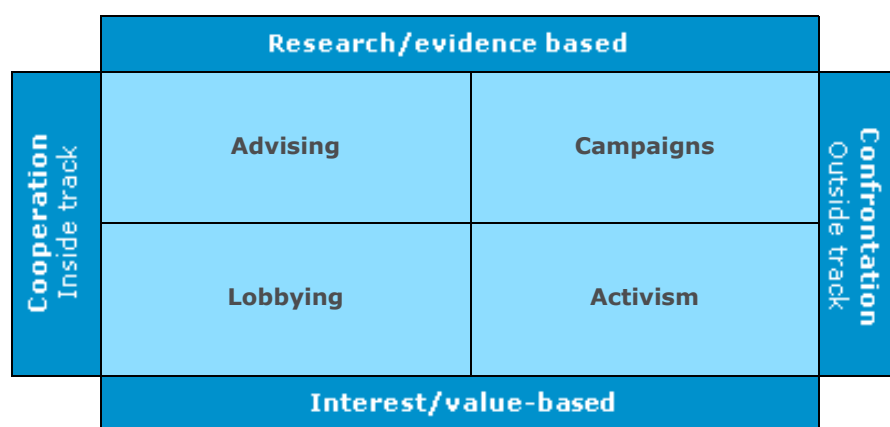 Research/evidence based
Cooperation
Inside track
Advising
Campaigns
Confrontation
Outside track
Lobbying
Activism
Interest/value-based